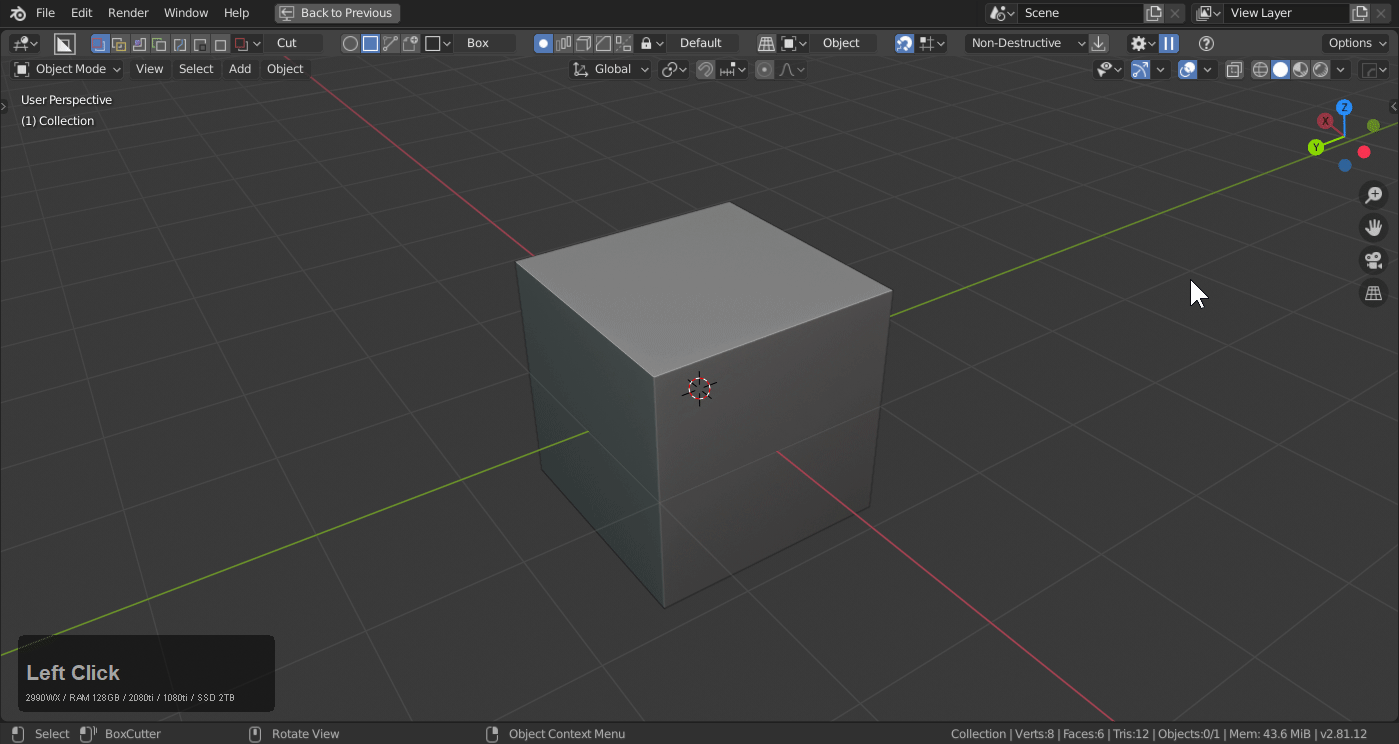 File Edit Render Window Help Back to Previous Scene View Layer
Cut Box Default Object Non-Destructive Options
Object Mode View Select Add Object Global
User Perspective
(1) Collection
Z
X
Y
Left Click
2990WX / RAM 128GB / 2080ti / 1080ti / SSD 2TB
Select BoxCutter Rotate View Object Context Menu Collection | Verts:8 | Faces:6 | Tris:12 | Objects:0/1 | Mem: 43.6 MiB | v2.81.12